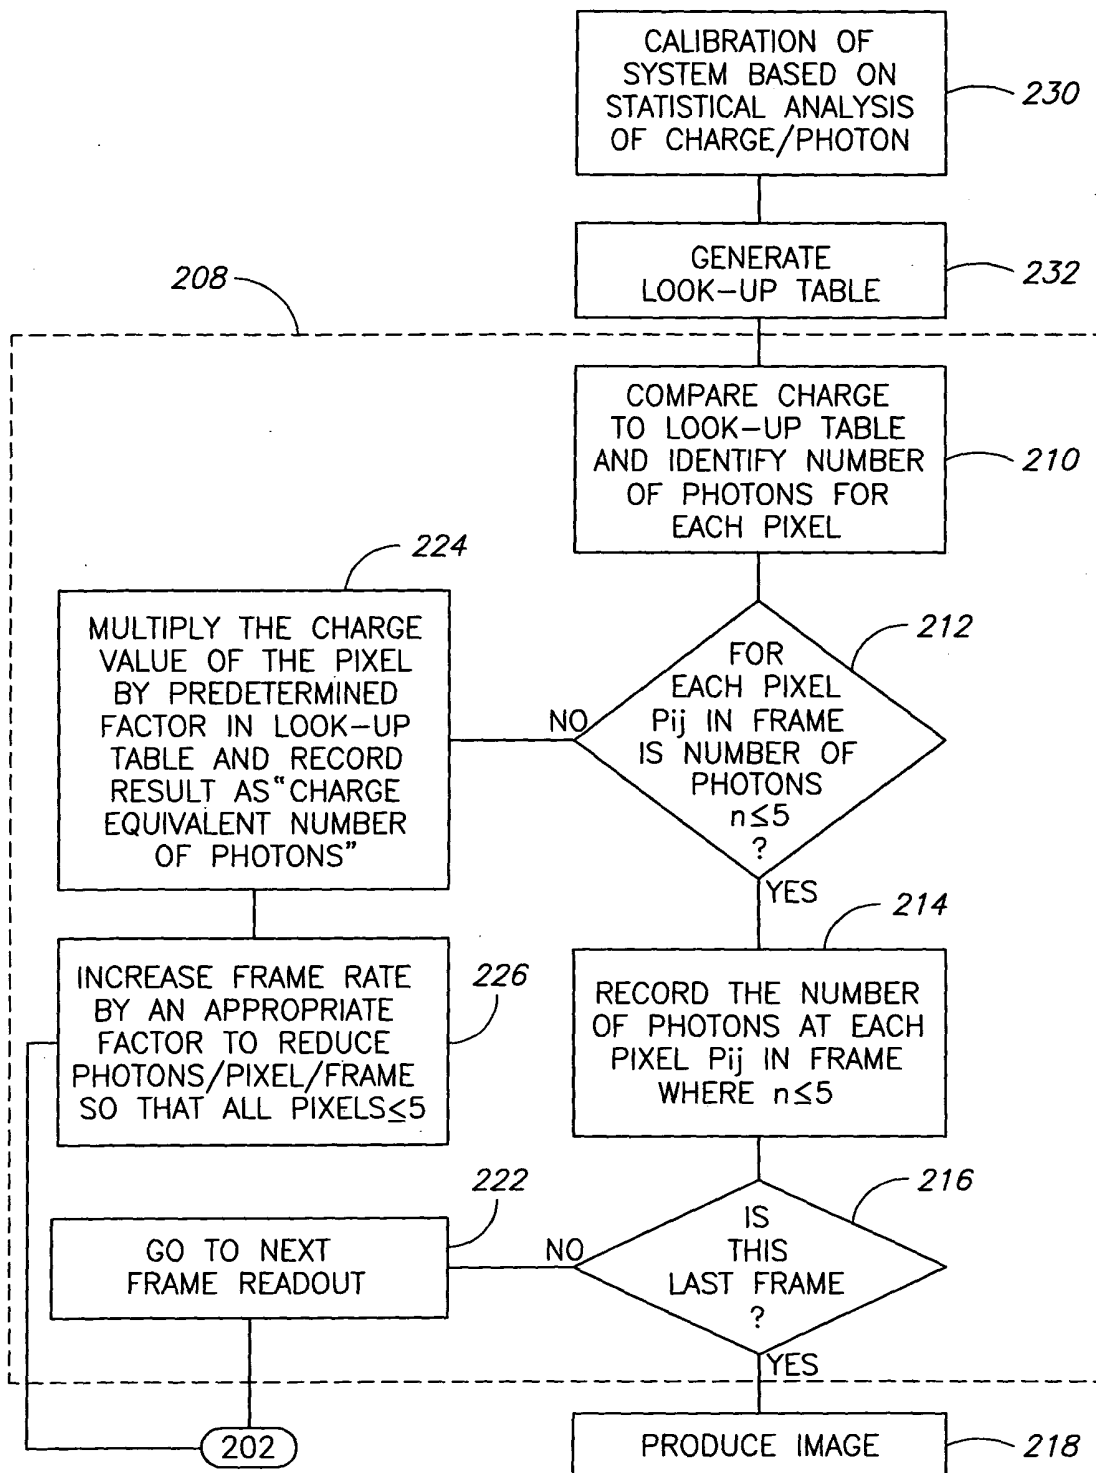 CALIBRATION OF
SYSTEM BASED ON
STATISTICAL ANALYSIS
OF CHARGE/PHOTON
230
GENERATE
LOOK-UP TABLE
232
208
COMPARE CHARGE
TO LOOK-UP TABLE
AND IDENTIFY NUMBER
OF PHOTONS FOR
EACH PIXEL
210
224
MULTIPLY THE CHARGE
VALUE OF THE PIXEL
BY PREDETERMINED
FACTOR IN LOOK-UP
TABLE AND RECORD
RESULT AS"CHARGE
EQUIVALENT NUMBER
OF PHOTONS"
NO
FOR
EACH PIXEL
Pij IN FRAME
IS NUMBER OF
PHOTONS
n≤5
?
212
YES
INCREASE FRAME RATE
BY AN APPROPRIATE
FACTOR TO REDUCE
PHOTONS/PIXEL/FRAME
SO THAT ALL PIXELS≤5
226
214
RECORD THE NUMBER
OF PHOTONS AT EACH
PIXEL Pij IN FRAME
WHERE n≤5
222
GO TO NEXT
FRAME READOUT
NO
IS
THIS
LAST FRAME
?
216
YES
202
PRODUCE IMAGE
218